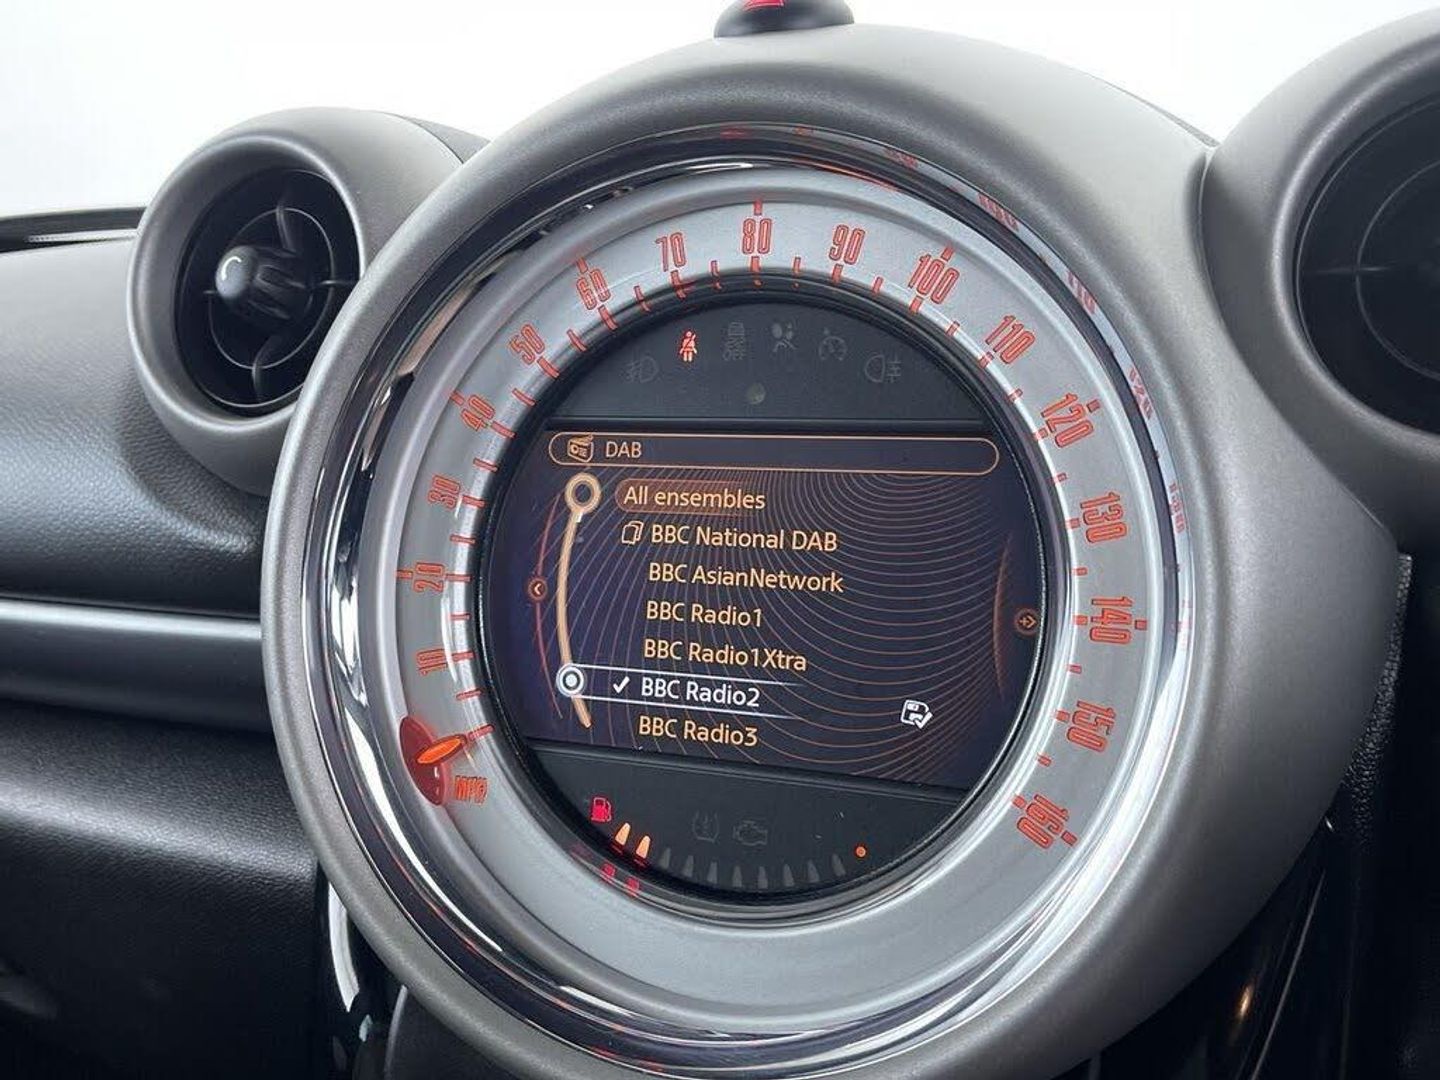 10
20
30
40
50
60
70
80
90
100
110
120
130
140
150
160
MPH
DAB
All ensembles
BBC National DAB
BBC AsianNetwork
BBC Radio1
BBC Radio1Xtra
BBC Radio2
BBC Radio3